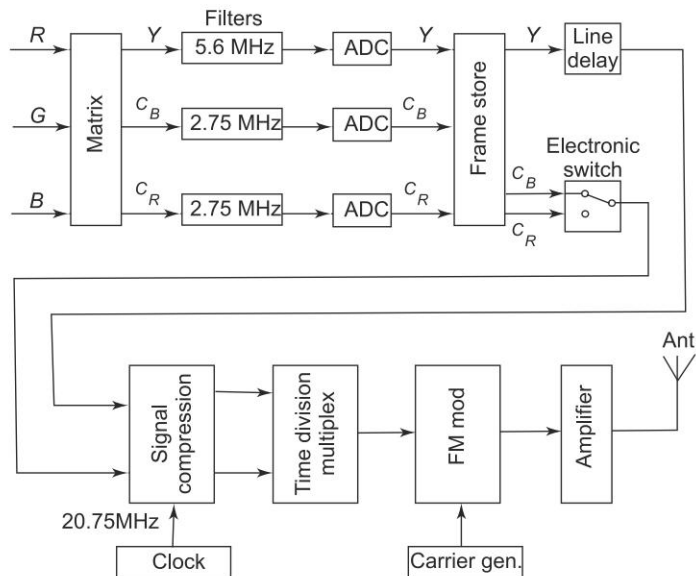 Filters
R
Y
5.6 MHz
ADC
Y
Y
Line
delay
G
Matrix
C_B
2.75 MHz
ADC
C_B
Frame store
Electronic
switch
C_B
B
C_R
2.75 MHz
ADC
C_R
C_R
Ant
Signal
compression
Time division
multiplex
FM mod
Amplifier
20.75MHz
Clock
Carrier gen.